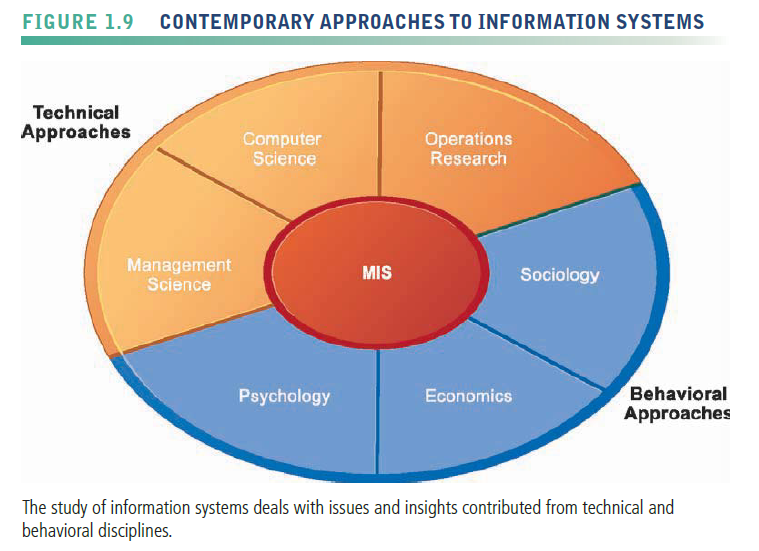 FIGURE 1.9 CONTEMPORARY APPROACHES TO INFORMATION SYSTEMS
Technical
Approaches
Computer
Science
Operations
Research
Management
Science
MIS
Sociology
Psychology
Economics
Behavioral
Approaches
The study of information systems deals with issues and insights contributed from technical and
behavioral disciplines.